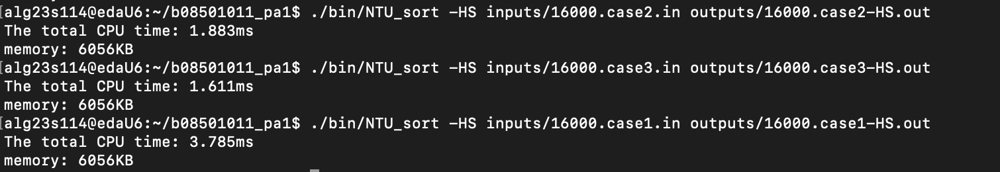 [alg23s114@edaU6:~/b08501011_pa1$ ./bin/NTU_sort -HS inputs/16000.case2.in outputs/16000.case2-HS.out
The total CPU time: 1.883ms
memory: 6056KB
[alg23s114@edaU6:~/b08501011_pa1$ ./bin/NTU_sort -HS inputs/16000.case3.in outputs/16000.case3-HS.out
The total CPU time: 1.611ms
memory: 6056KB
[alg23s114@edaU6:~/b08501011_pa1$ ./bin/NTU_sort -HS inputs/16000.case1.in outputs/16000.case1-HS.out
The total CPU time: 3.785ms
memory: 6056KB